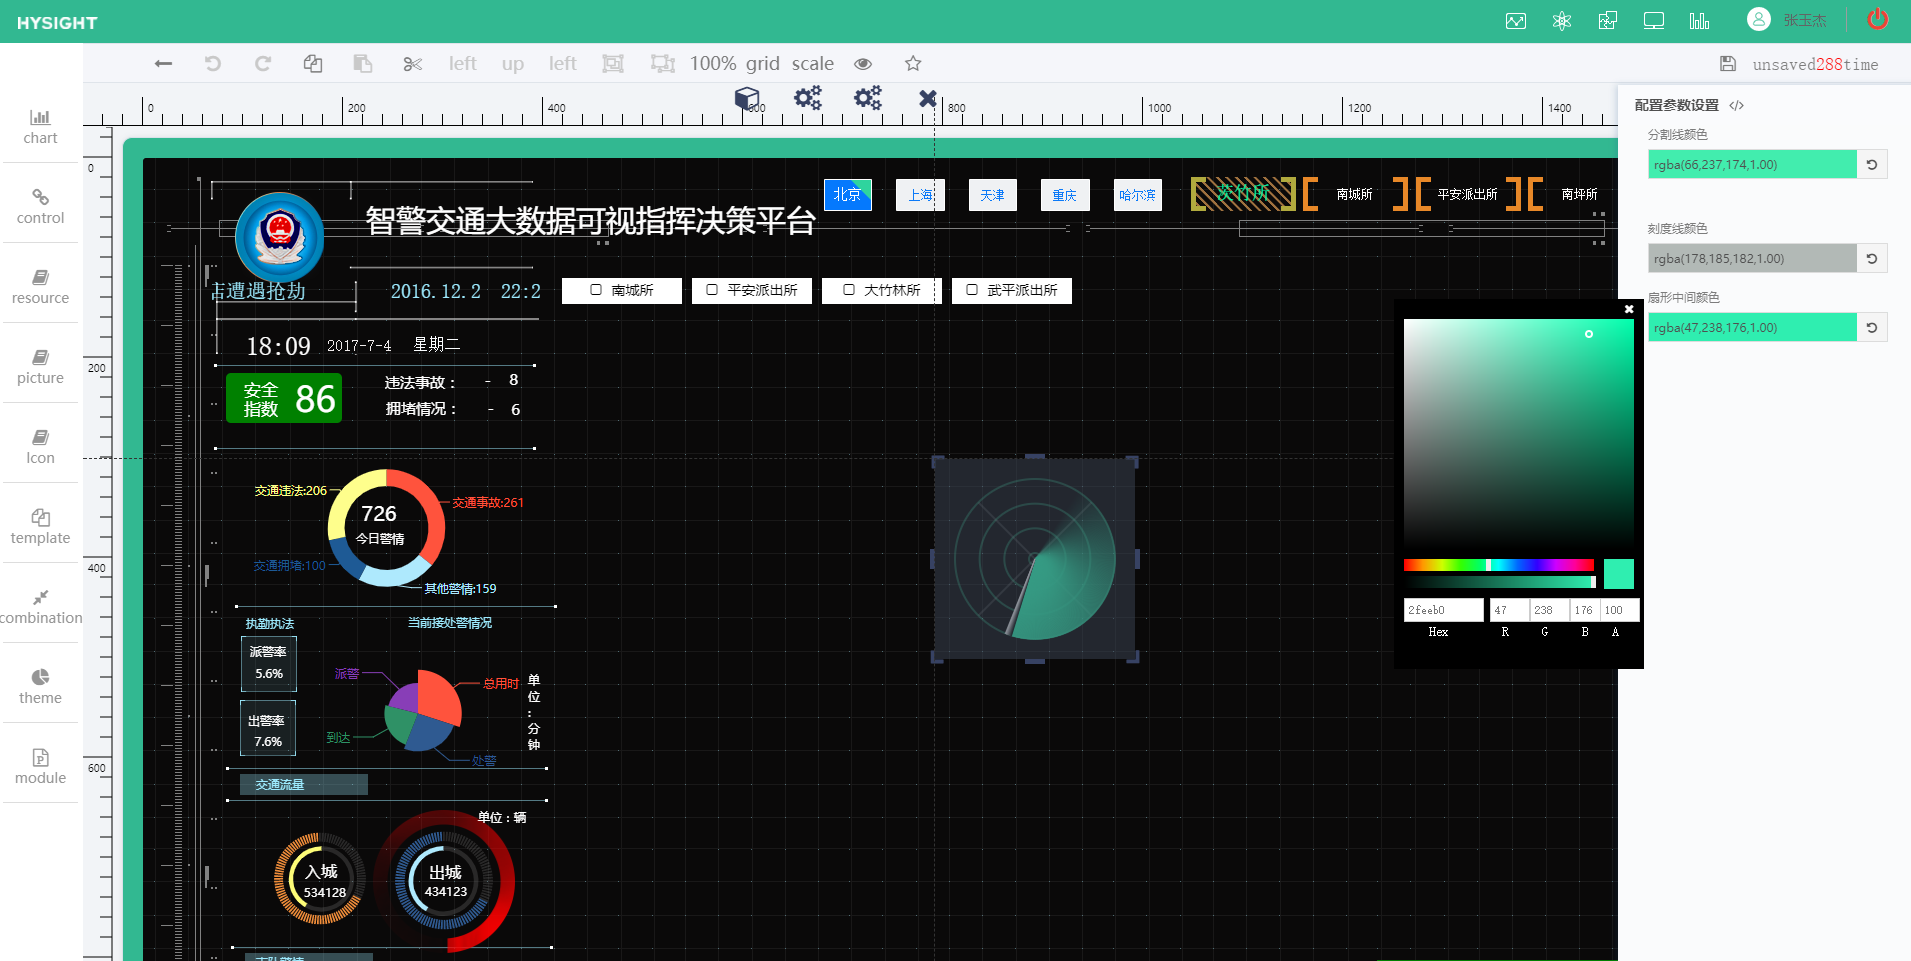 HYSIGHT
张玉杰
left up left 100% grid scale
unsaved288time
0 200 400 600 800 1000 1200 1400
chart
control
resource
picture
Icon
template
combination
theme
module
0
200
400
600
北京 上海 天津 重庆 哈尔滨 茨竹所 南城所 平安派出所 南坪所
智警交通大数据可视指挥决策平台
遭遇抢劫 2016.12.2 22:2
南城所 平安派出所 大竹林所 武平派出所
18:09 2017-7-4 星期二
安全指数 86
违法事故： - 8
拥堵情况： - 6
交通违法:206
交通事故:261
726
今日警情
交通拥堵:100
其他警情:159
执勤执法 当前接处警情况
派警率
5.6%
出警率
7.6%
派警
总用时
到达
处警
单位：分钟
交通流量
单位：辆
入城
534128
出城
434123
配置参数设置 </>
分割线颜色
rgba(66,237,174,1.00)
刻度线颜色
rgba(178,185,182,1.00)
扇形中间颜色
rgba(47,238,176,1.00)
2feeb0 47 238 176 100
Hex R G B A